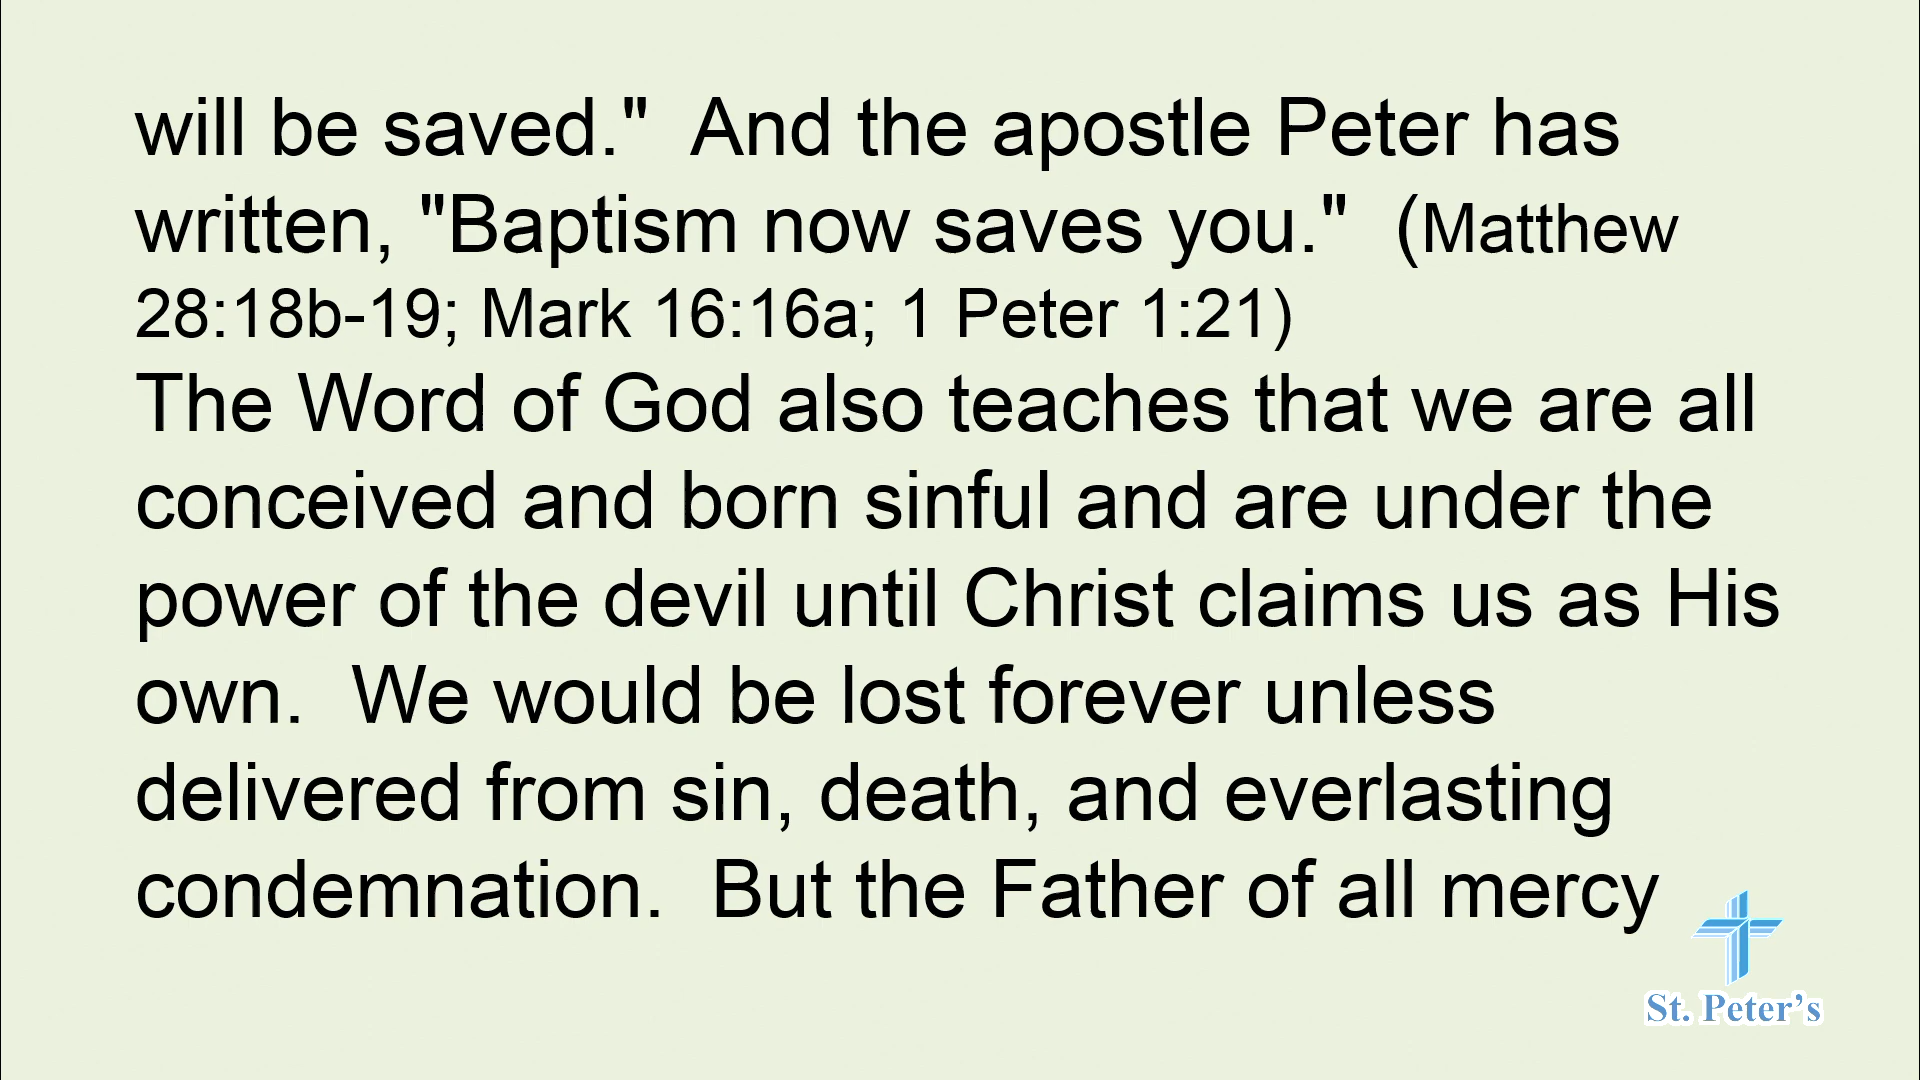 will be saved."  And the apostle Peter has
written, "Baptism now saves you."  (Matthew
28:18b-19; Mark 16:16a; 1 Peter 1:21)
The Word of God also teaches that we are all
conceived and born sinful and are under the
power of the devil until Christ claims us as His
own.  We would be lost forever unless
delivered from sin, death, and everlasting
condemnation.  But the Father of all mercy
St. Peter’s